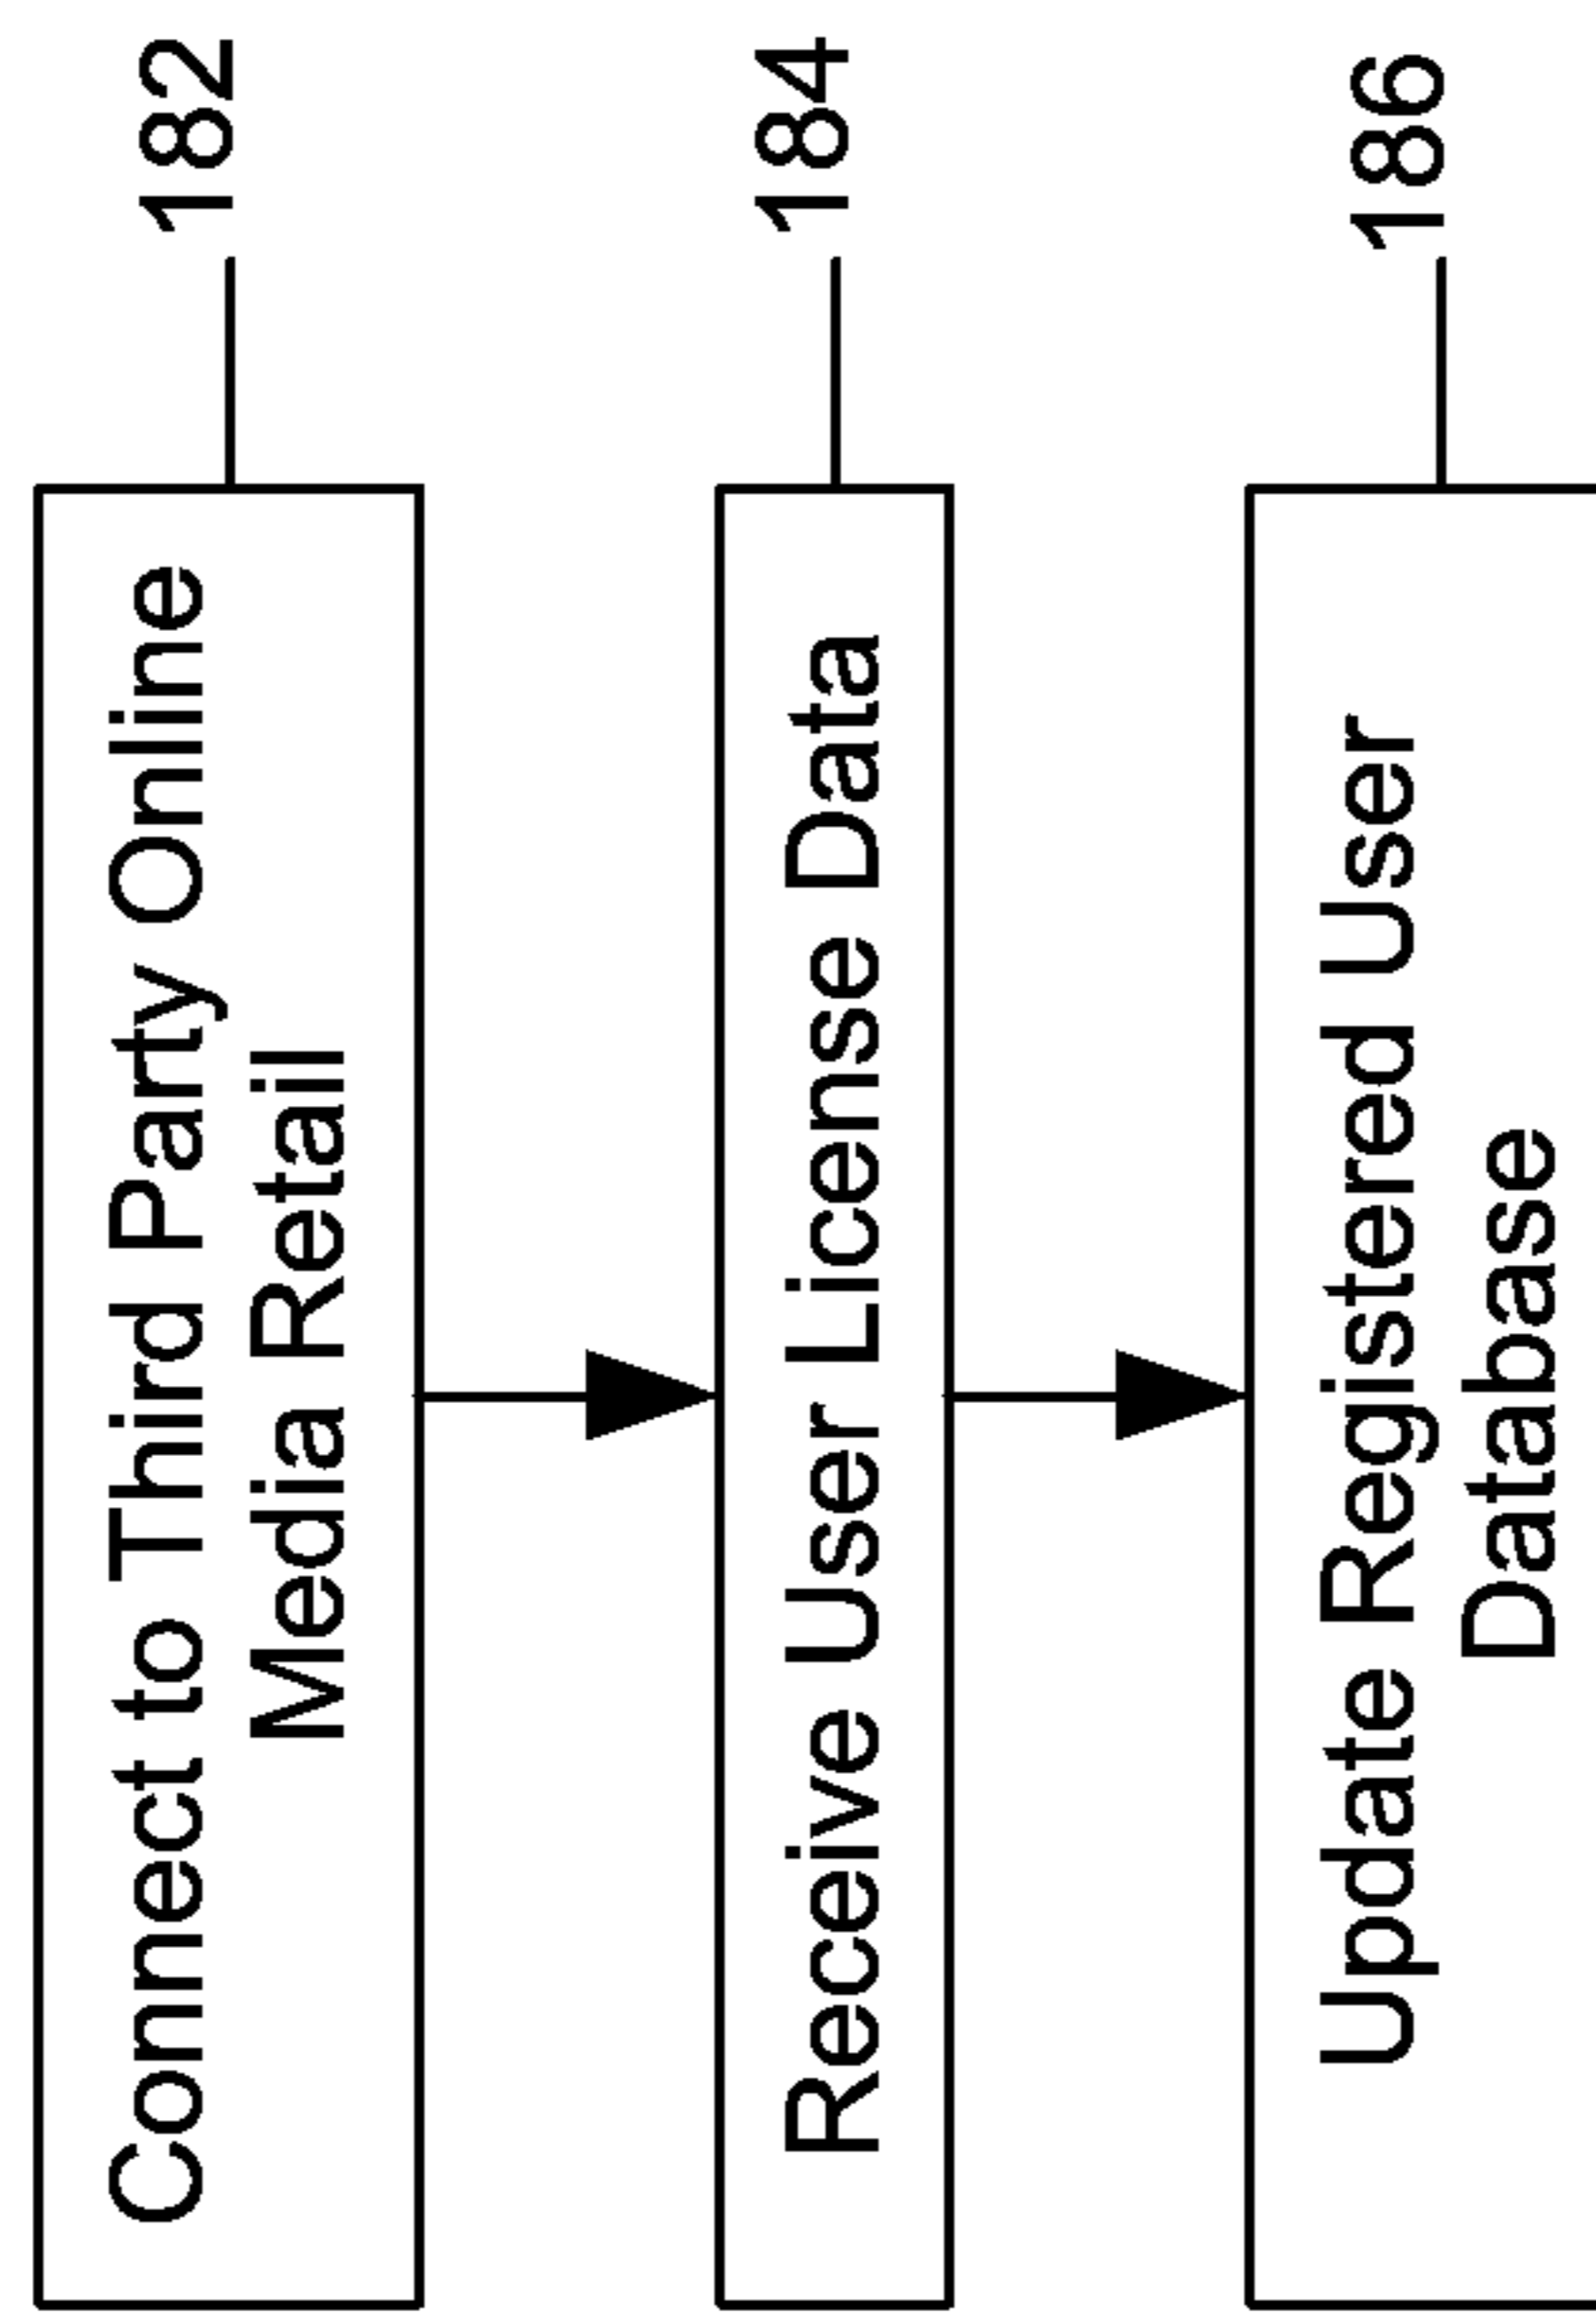 Connect to Third Party Online
Media Retail
182
Receive User License Data
184
Update Registered User
Database
186